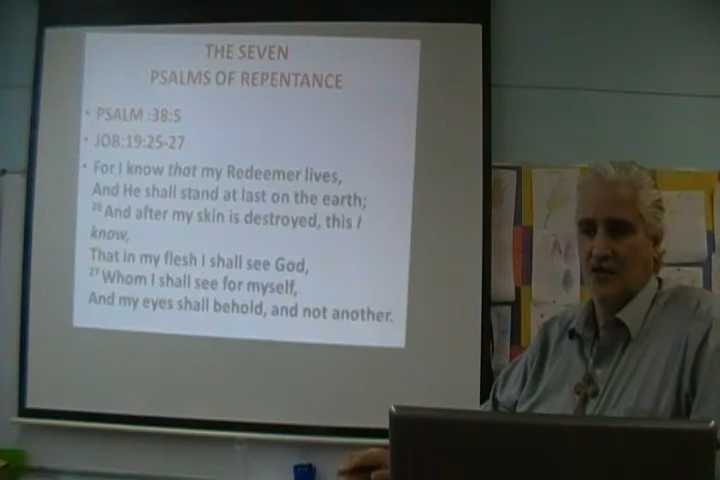 THE SEVEN
PSALMS OF REPENTANCE
• PSALM :38:5
• JOB:19:25-27
• For I know that my Redeemer lives,
And He shall stand at last on the earth;
26 And after my skin is destroyed, this I
know,
That in my flesh I shall see God,
27 Whom I shall see for myself,
And my eyes shall behold, and not another.